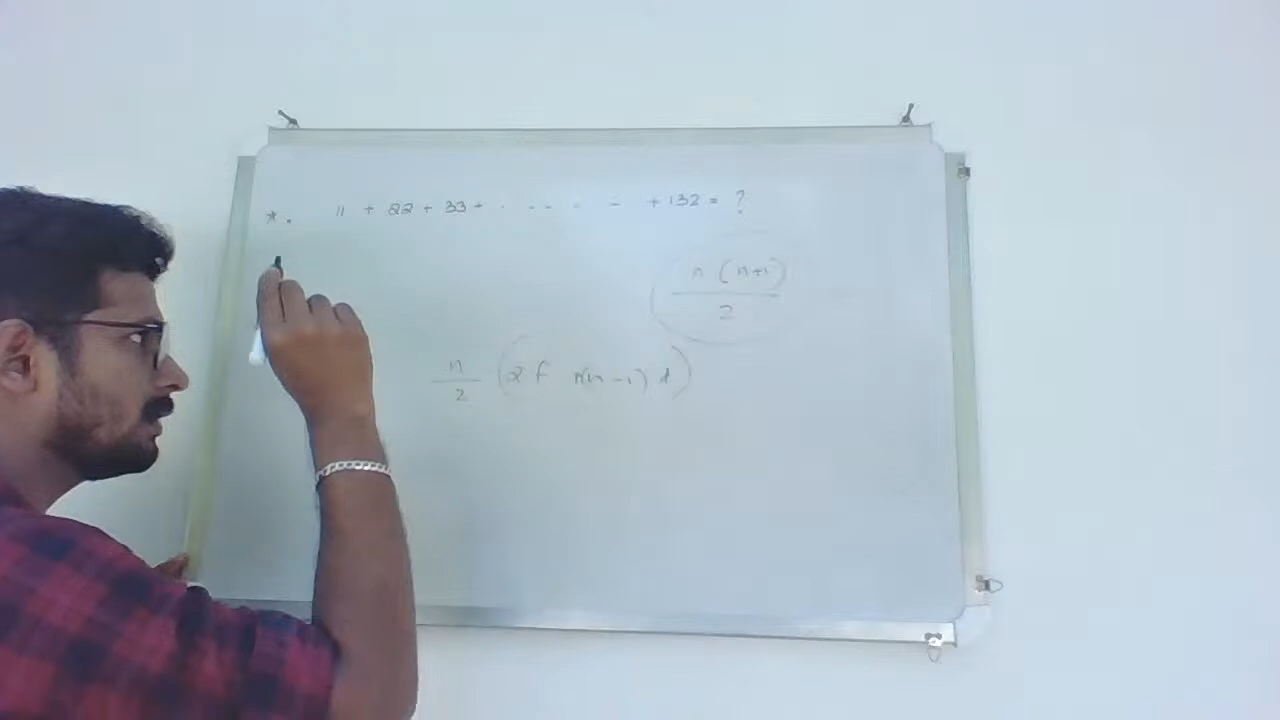 *. 11 + 22 + 33 + . - - - - + 132 = ?
n (n+1)
2
n (2f (n-1) d)
2